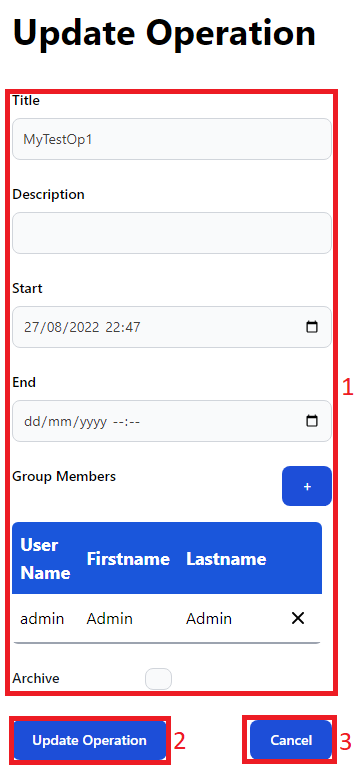 Update Operation
Title
MyTestOp1
Description
Start
27/08/2022 22:47
End
dd/mm/yyyy --:--
1
Group Members
+
User Name Firstname Lastname
admin Admin Admin ✕
Archive
Update Operation 2 Cancel 3